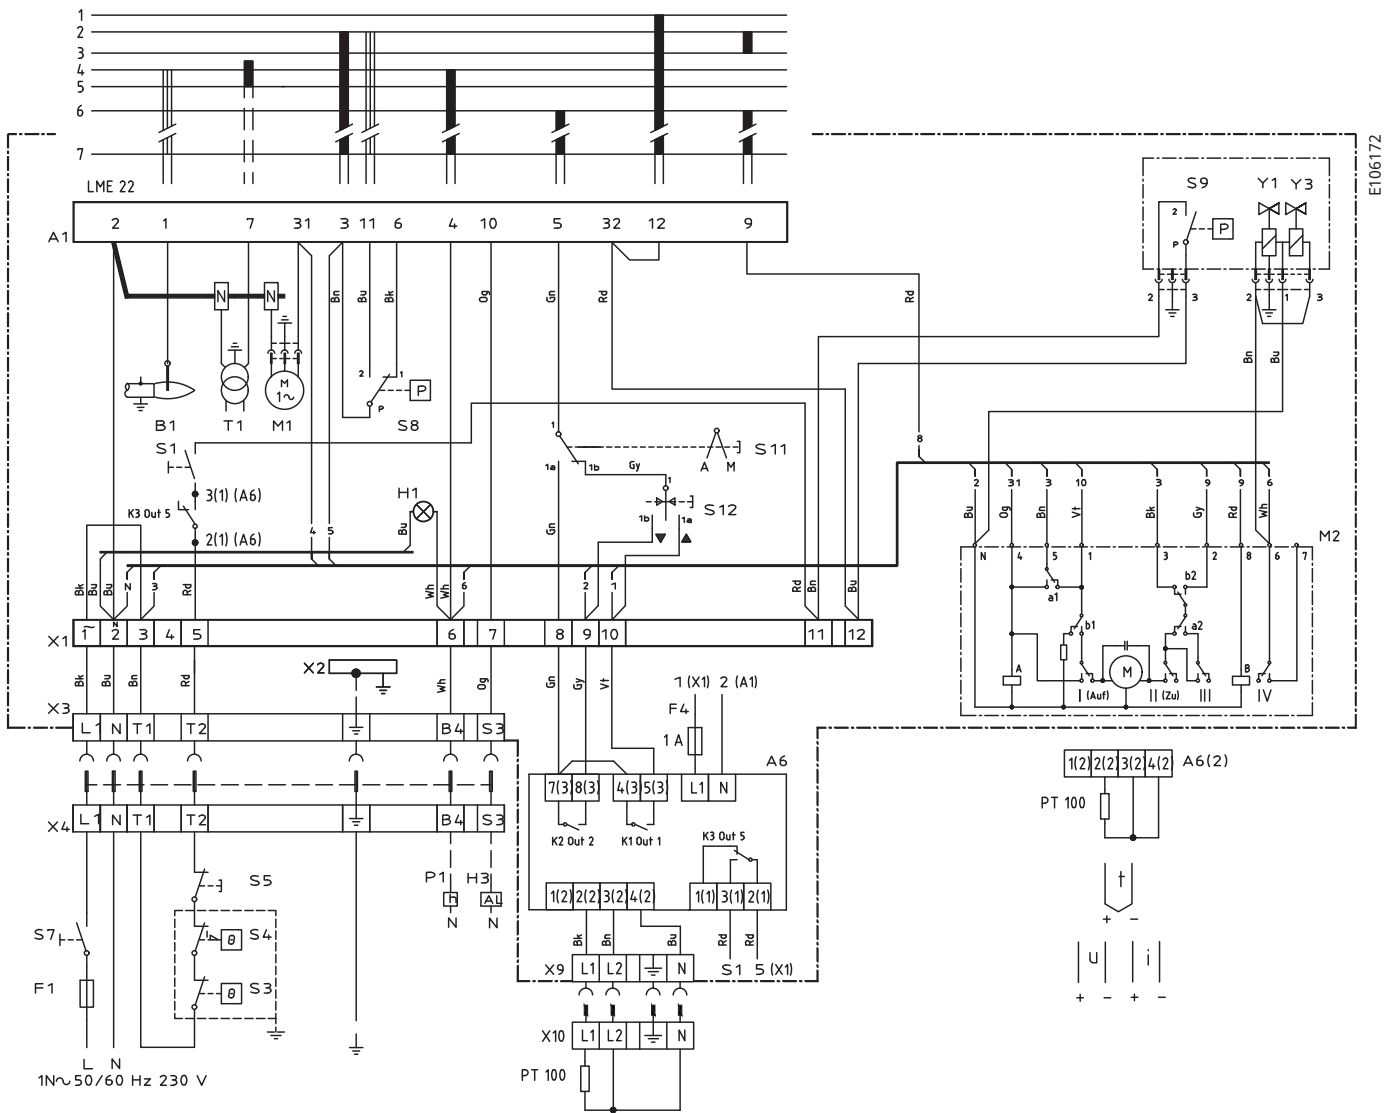 1
2
3
4
5
6
7
LME 22
E106172
2 1 7 31 3 11 6 4 10 5 32 12 9
A1
S9 Y1 Y3
2
P
P
2 3 2 1 3
N N
Bn Bu Bk Og Gn Rd Rd
Bn Bu
M
1~
2 1
P
P
B1 T1 M1 S8
8
S1
1
S11
A M
1a 1b Gy
3(1) (A6)
K3 Out 5
2(1) (A6)
H1
Bu
4 5
Gn
1
S12
1b 1a
2 31 3 10 3 9 9 6
Bu Og Bn Vt Bk Gy Rd Wh
M2
N 4 5 1 3 2 8 6 7
a1 b2
b1 a2
A M B
I (Auf) II (Zu) III IV
Bk Bu Bu N 3 Rd Wh Wh 6 2 1 Rd Bn Bu
X1
1~ 2 N 3 4 5 6 7 8 9 10 11 12
X2
Bk Bu Bn Rd Wh Og Gn Gy Vt
1 (X1) 2 (A1)
F4
1 A
X3
L1 N T1 T2 B4 S3
A6
7(3) 8(3) 4(3) 5(3) L1 N
K2 Out 2 K1 Out 1
K3 Out 5
1(2) 2(2) 3(2) 4(2) A6(2)
PT 100
X4
L1 N T1 T2 B4 S3
P1 H3
h AL
N N
1(2) 2(2) 3(2) 4(2) 1(1) 3(1) 2(1)
Bk Bn Bu Rd Rd
S1 5 (X1)
t
+ -
u i
+ - + -
S5
S7
S4
θ
F1
S3
θ
X9
L1 L2 N
X10
L1 L2 N
PT 100
L N
1N~50/60 Hz 230 V